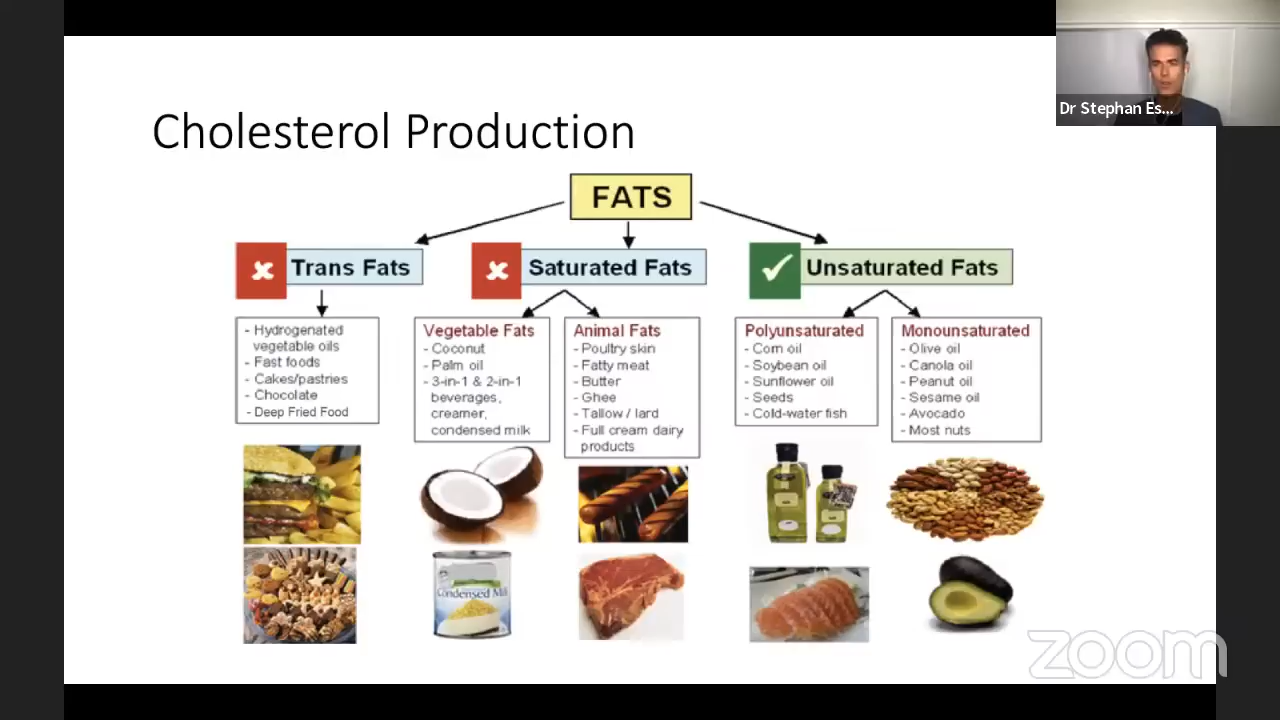 Dr Stephan Es...
Cholesterol Production
FATS
Trans Fats
Saturated Fats
Unsaturated Fats
- Hydrogenated
vegetable oils
- Fast foods
- Cakes/pastries
- Chocolate
- Deep Fried Food
Vegetable Fats
- Coconut
- Palm oil
- 3-in-1 & 2-in-1
beverages,
creamer,
condensed milk
Animal Fats
- Poultry skin
- Fatty meat
- Butter
- Ghee
- Tallow / lard
- Full cream dairy
products
Polyunsaturated
- Corn oil
- Soybean oil
- Sunflower oil
- Seeds
- Cold-water fish
Monounsaturated
- Olive oil
- Canola oil
- Peanut oil
- Sesame oil
- Avocado
- Most nuts
Condensed Milk
zoom